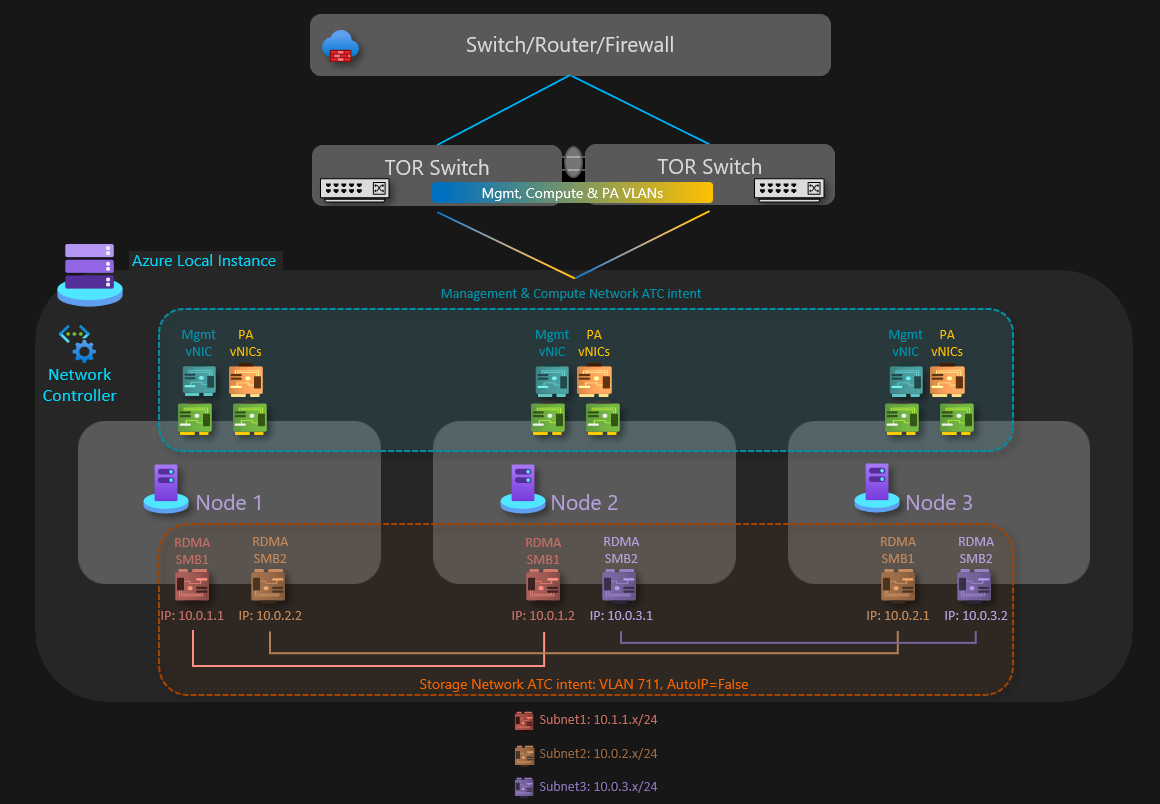 Switch/Router/Firewall
TOR Switch
TOR Switch
Mgmt, Compute & PA VLANs
Azure Local Instance
Management & Compute Network ATC intent
Network
Controller
Mgmt
vNIC
PA
vNICs
Mgmt
vNIC
PA
vNICs
Mgmt
vNIC
PA
vNICs
Node 1
Node 2
Node 3
RDMA
SMB1
RDMA
SMB2
RDMA
SMB1
RDMA
SMB2
RDMA
SMB1
RDMA
SMB2
IP: 10.0.1.1
IP: 10.0.2.2
IP: 10.0.1.2
IP: 10.0.3.1
IP: 10.0.2.1
IP: 10.0.3.2
Storage Network ATC intent: VLAN 711, AutoIP=False
Subnet1: 10.1.1.x/24
Subnet2: 10.0.2.x/24
Subnet3: 10.0.3.x/24